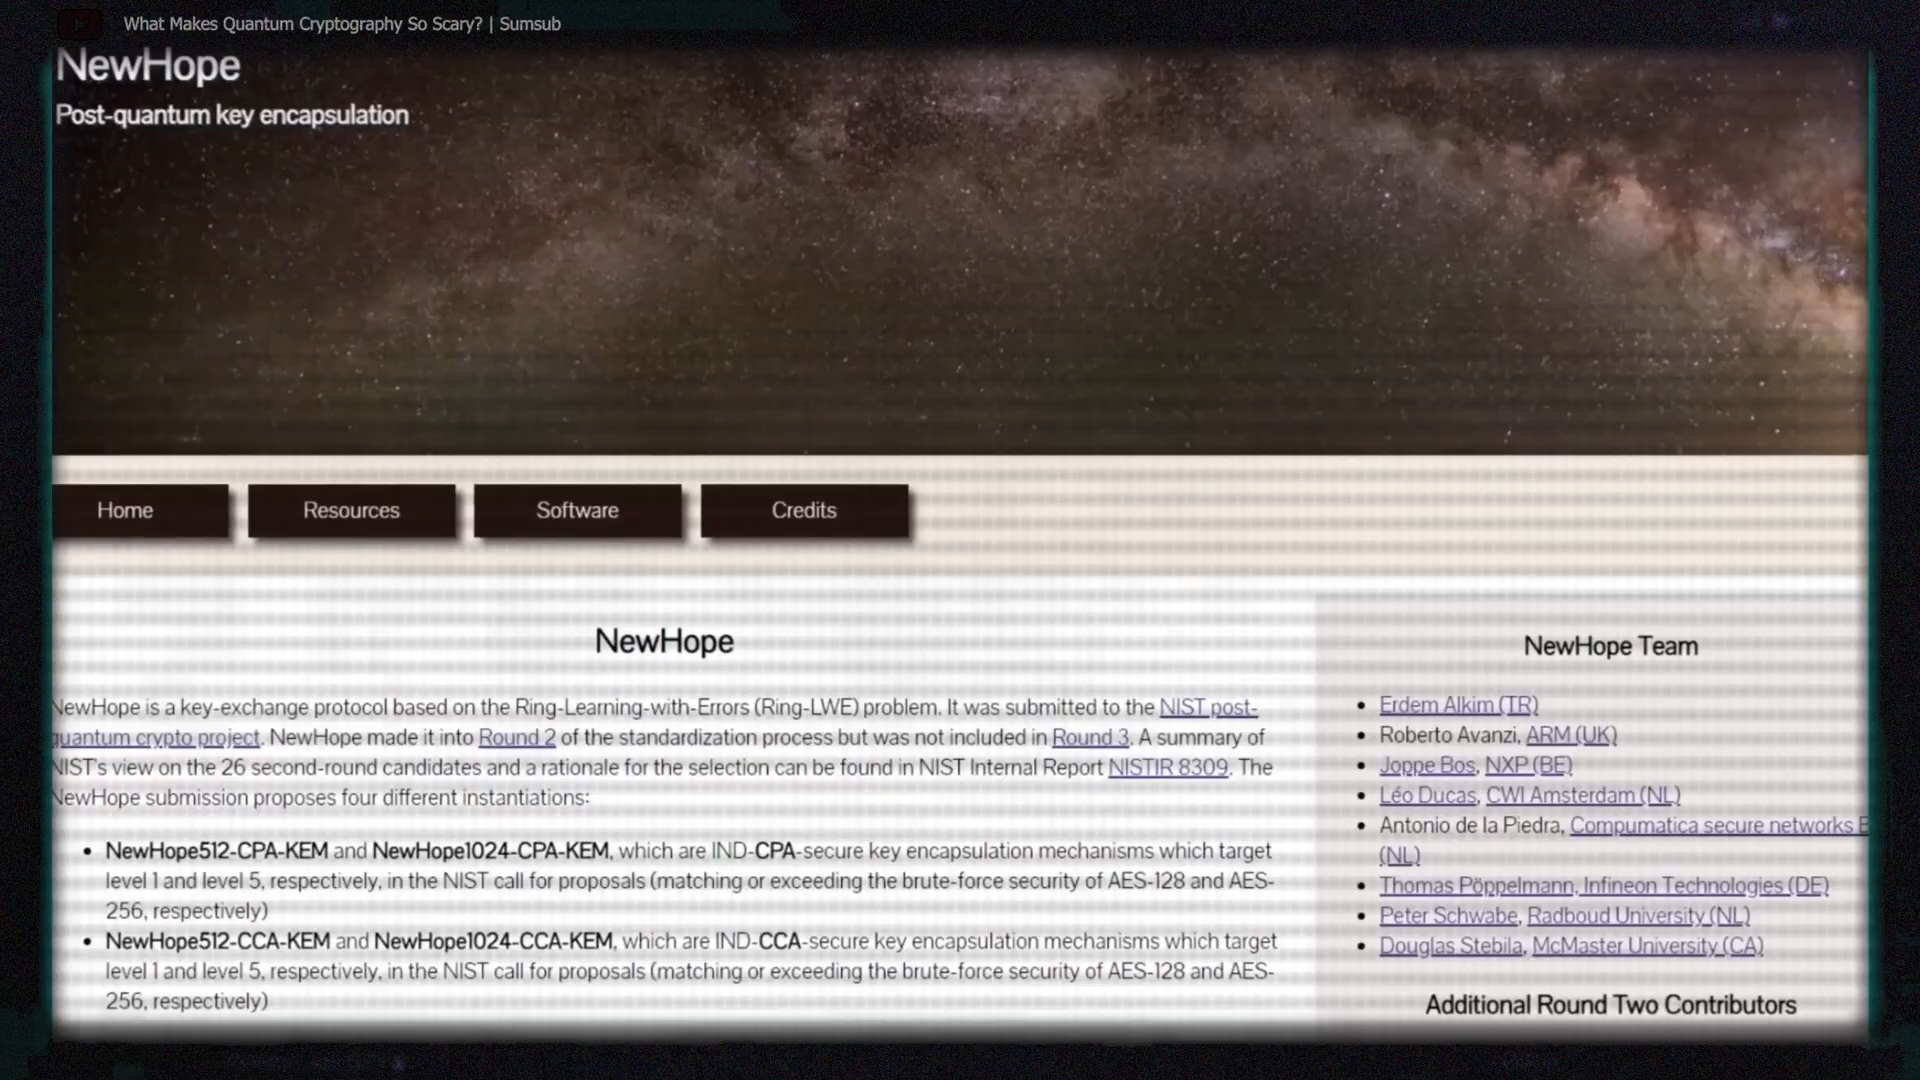 What Makes Quantum Cryptography So Scary? | Sumsub
NewHope
Post-quantum key encapsulation
Home
Resources
Software
Credits
NewHope
NewHope is a key-exchange protocol based on the Ring-Learning-with-Errors (Ring-LWE) problem. It was submitted to the NIST post-
quantum crypto project. NewHope made it into Round 2 of the standardization process but was not included in Round 3. A summary of
NIST's view on the 26 second-round candidates and a rationale for the selection can be found in NIST Internal Report NISTIR 8309. The
NewHope submission proposes four different instantiations:
• NewHope512-CPA-KEM and NewHope1024-CPA-KEM, which are IND-CPA-secure key encapsulation mechanisms which target
level 1 and level 5, respectively, in the NIST call for proposals (matching or exceeding the brute-force security of AES-128 and AES-
256, respectively)
• NewHope512-CCA-KEM and NewHope1024-CCA-KEM, which are IND-CCA-secure key encapsulation mechanisms which target
level 1 and level 5, respectively, in the NIST call for proposals (matching or exceeding the brute-force security of AES-128 and AES-
256, respectively)
NewHope Team
• Erdem Alkim (TR)
• Roberto Avanzi, ARM (UK)
• Joppe Bos, NXP (BE)
• Léo Ducas, CWI Amsterdam (NL)
• Antonio de la Piedra, Compumatica secure networks
(NL)
• Thomas Pöppelmann, Infineon Technologies (DE)
• Peter Schwabe, Radboud University (NL)
• Douglas Stebila, McMaster University (CA)
Additional Round Two Contributors